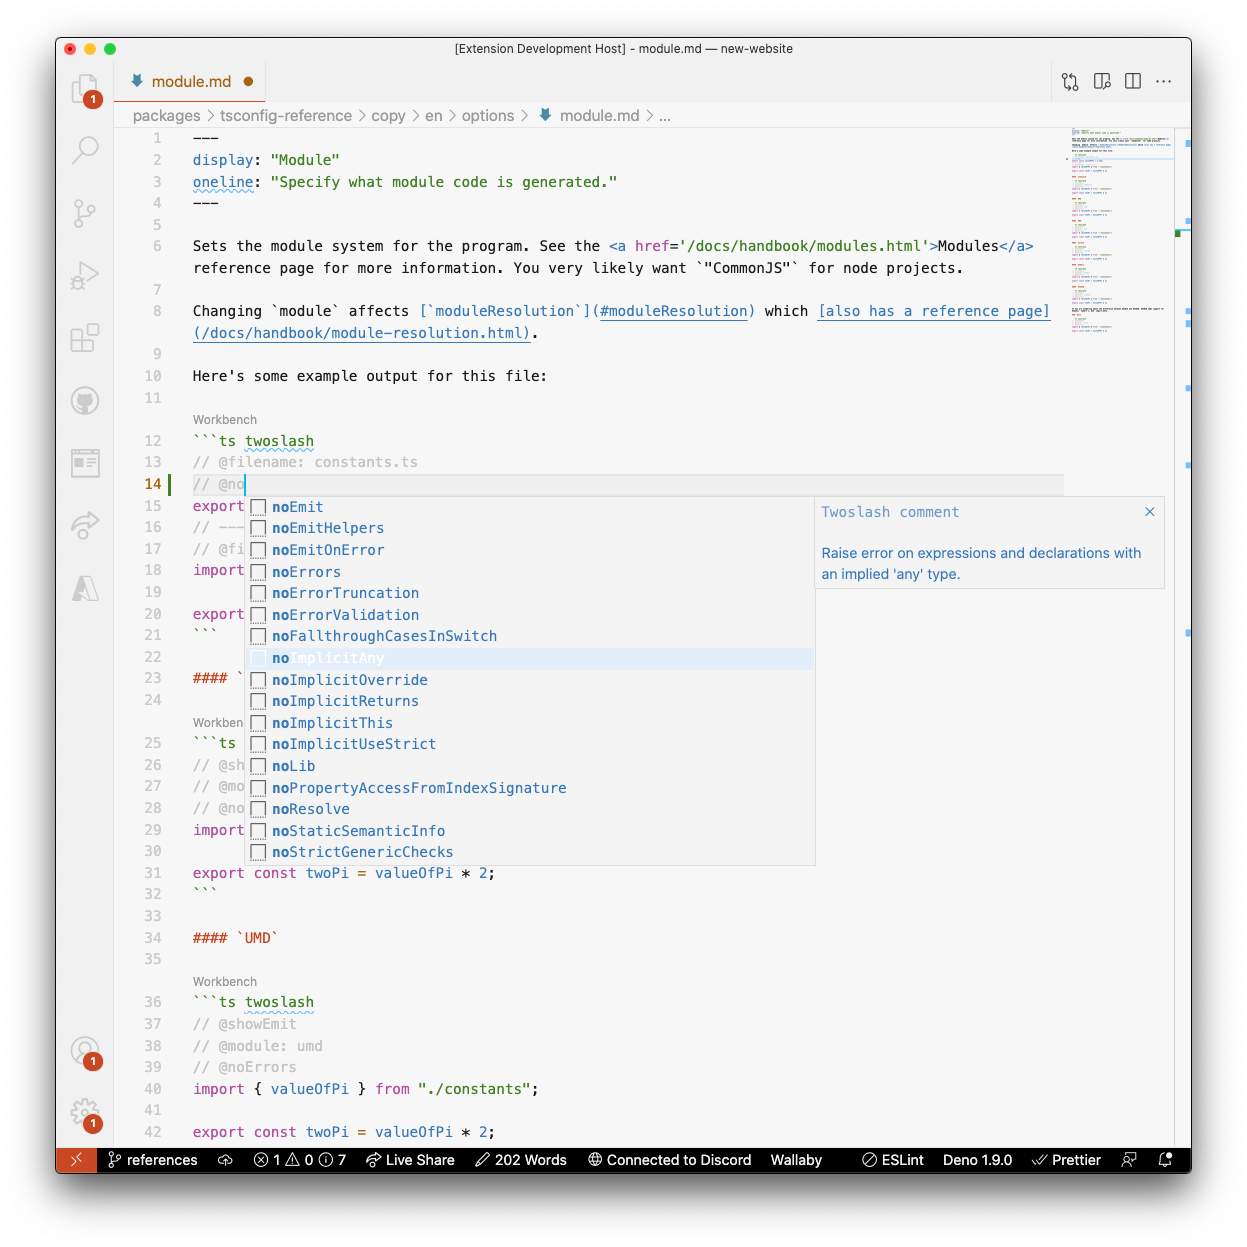 [Extension Development Host] - module.md — new-website
1
module.md
packages > tsconfig-reference > copy > en > options > module.md > ...
1 ---
2 display: "Module"
3 oneline: "Specify what module code is generated."
4 ---
5
6 Sets the module system for the program. See the <a href='/docs/handbook/modules.html'>Modules</a>
reference page for more information. You very likely want `"CommonJS"` for node projects.
7
8 Changing `module` affects [`moduleResolution`](#moduleResolution) which [also has a reference page]
(/docs/handbook/module-resolution.html).
9
10 Here's some example output for this file:
11
Workbench
12 ```ts twoslash
13 // @filename: constants.ts
14 // @no
15 export
16 // ---
17 // @fi
18 import
19
20 export
21 ```
22
23 #### `
24
Workben
25 ```ts
26 // @sh
27 // @mo
28 // @no
29 import
30
noEmit
noEmitHelpers
noEmitOnError
noErrors
noErrorTruncation
noErrorValidation
noFallthroughCasesInSwitch
noImplicitAny
noImplicitOverride
noImplicitReturns
noImplicitThis
noImplicitUseStrict
noLib
noPropertyAccessFromIndexSignature
noResolve
noStaticSemanticInfo
noStrictGenericChecks
Twoslash comment
Raise error on expressions and declarations with
an implied 'any' type.
31 export const twoPi = valueOfPi * 2;
32 ```
33
34 #### `UMD`
35
Workbench
36 ```ts twoslash
37 // @showEmit
38 // @module: umd
39 // @noErrors
40 import { valueOfPi } from "./constants";
41
42 export const twoPi = valueOfPi * 2;
1
1
references 1 0 7 Live Share 202 Words Connected to Discord Wallaby ESLint Deno 1.9.0 Prettier